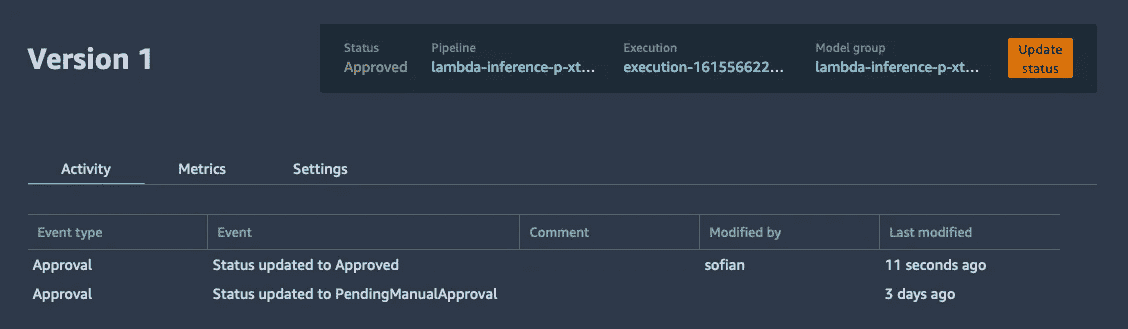 Version 1
Status Pipeline Execution Model group
Approved lambda-inference-p-xt... execution-161556622... lambda-inference-p-xt...
Update
status
Activity Metrics Settings
Event type Event Comment Modified by Last modified
Approval Status updated to Approved sofian 11 seconds ago
Approval Status updated to PendingManualApproval 3 days ago